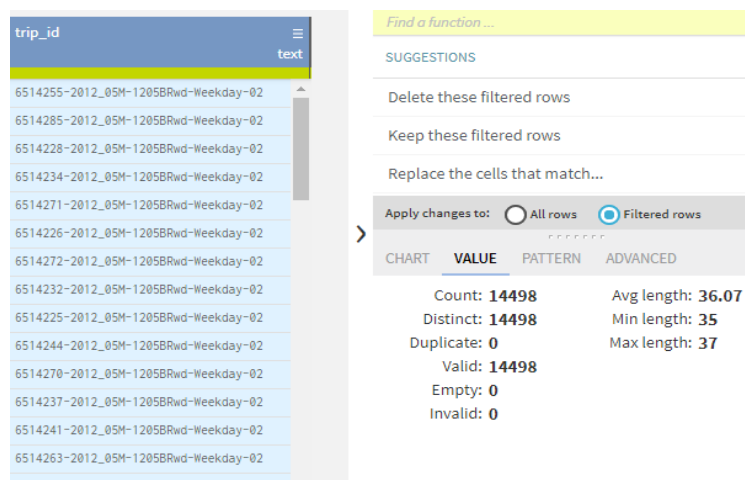 trip_id
text
6514255-2012_05M-1205BRwd-Weekday-02
6514285-2012_05M-1205BRwd-Weekday-02
6514228-2012_05M-1205BRwd-Weekday-02
6514234-2012_05M-1205BRwd-Weekday-02
6514271-2012_05M-1205BRwd-Weekday-02
6514226-2012_05M-1205BRwd-Weekday-02
6514272-2012_05M-1205BRwd-Weekday-02
6514232-2012_05M-1205BRwd-Weekday-02
6514225-2012_05M-1205BRwd-Weekday-02
6514244-2012_05M-1205BRwd-Weekday-02
6514270-2012_05M-1205BRwd-Weekday-02
6514237-2012_05M-1205BRwd-Weekday-02
6514241-2012_05M-1205BRwd-Weekday-02
6514263-2012_05M-1205BRwd-Weekday-02
Find a function ...
SUGGESTIONS
Delete these filtered rows
Keep these filtered rows
Replace the cells that match...
Apply changes to: All rows Filtered rows
CHART VALUE PATTERN ADVANCED
Count: 14498 Avg length: 36.07
Distinct: 14498 Min length: 35
Duplicate: 0 Max length: 37
Valid: 14498
Empty: 0
Invalid: 0